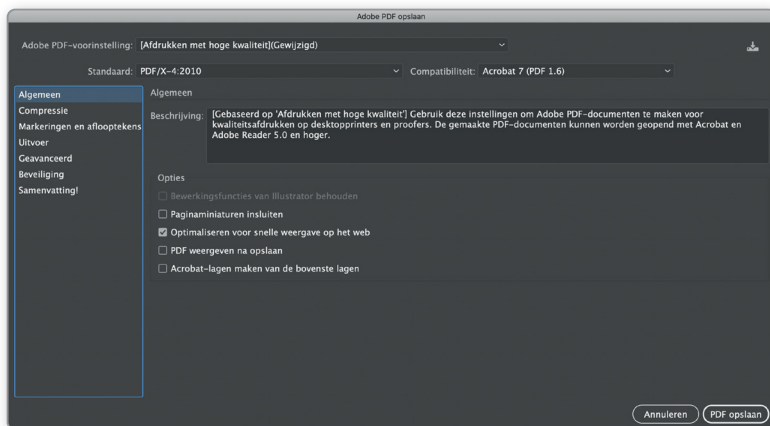 Adobe PDF opslaan
Adobe PDF-voorinstelling: [Afdrukken met hoge kwaliteit](Gewijzigd)
Standaard: PDF/X-4:2010 Compatibiliteit: Acrobat 7 (PDF 1.6)
Algemeen
Compressie
Markeringen en aflooptekens
Uitvoer
Geavanceerd
Beveiliging
Samenvatting!
Algemeen
Beschrijving: [Gebaseerd op 'Afdrukken met hoge kwaliteit'] Gebruik deze instellingen om Adobe PDF-documenten te maken voor
kwaliteitsafdrukken op desktopprinters en proofers. De gemaakte PDF-documenten kunnen worden geopend met Acrobat en
Adobe Reader 5.0 en hoger.
Opties
Bewerkingsfuncties van Illustrator behouden
Paginaminiaturen insluiten
Optimaliseren voor snelle weergave op het web
PDF weergeven na opslaan
Acrobat-lagen maken van de bovenste lagen
Annuleren PDF opslaan